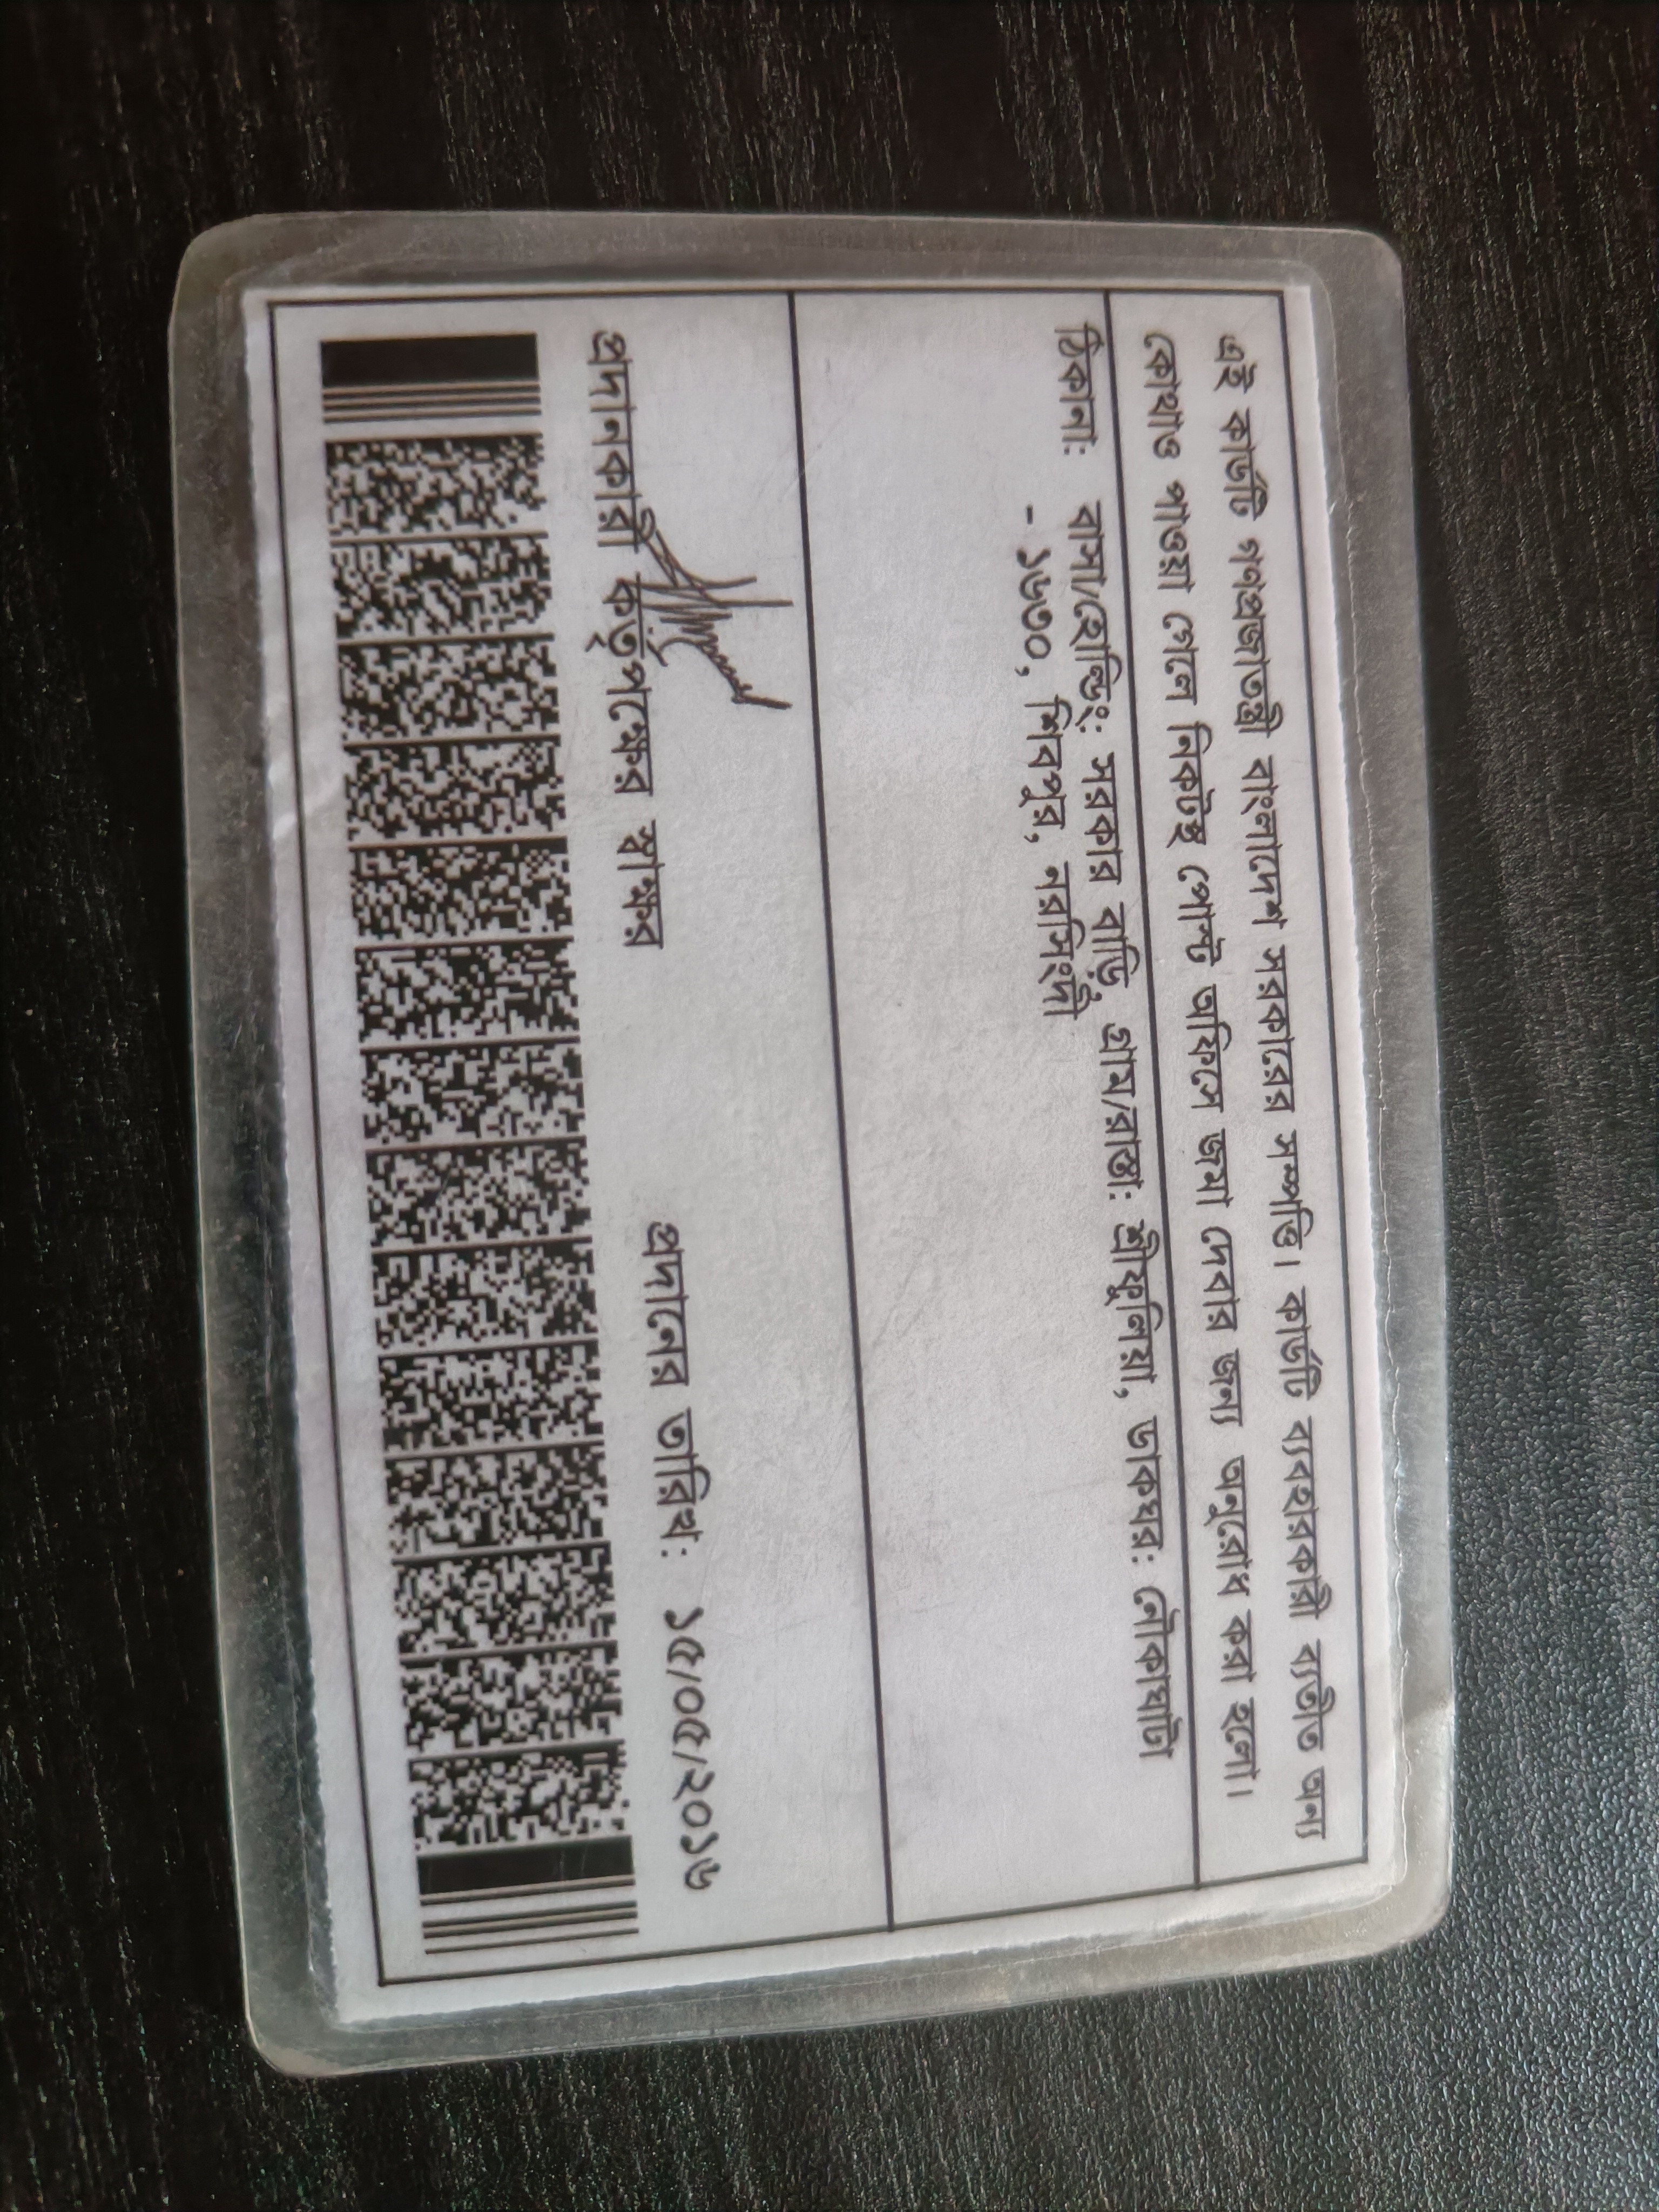 এই কার্ডটি গণপ্রজাতন্ত্রী বাংলাদেশ সরকারের সম্পত্তি। কার্ডটি ব্যবহারকারী ব্যতীত অন্য
কোথাও পাওয়া গেলে নিকটস্থ পোস্ট অফিসে জমা দেবার জন্য অনুরোধ করা হলো।
ঠিকানা: বাসা/হোল্ডিং: সরকার বাড়ি, গ্রাম/রাস্তা: শ্রীফুলিয়া, ডাকঘর: নৌকাঘাটা
- ১৬৩০, শিবপুর, নরসিংদী
প্রদানকারী কর্তৃপক্ষের স্বাক্ষর প্রদানের তারিখ: ১৫/০৫/২০১৬